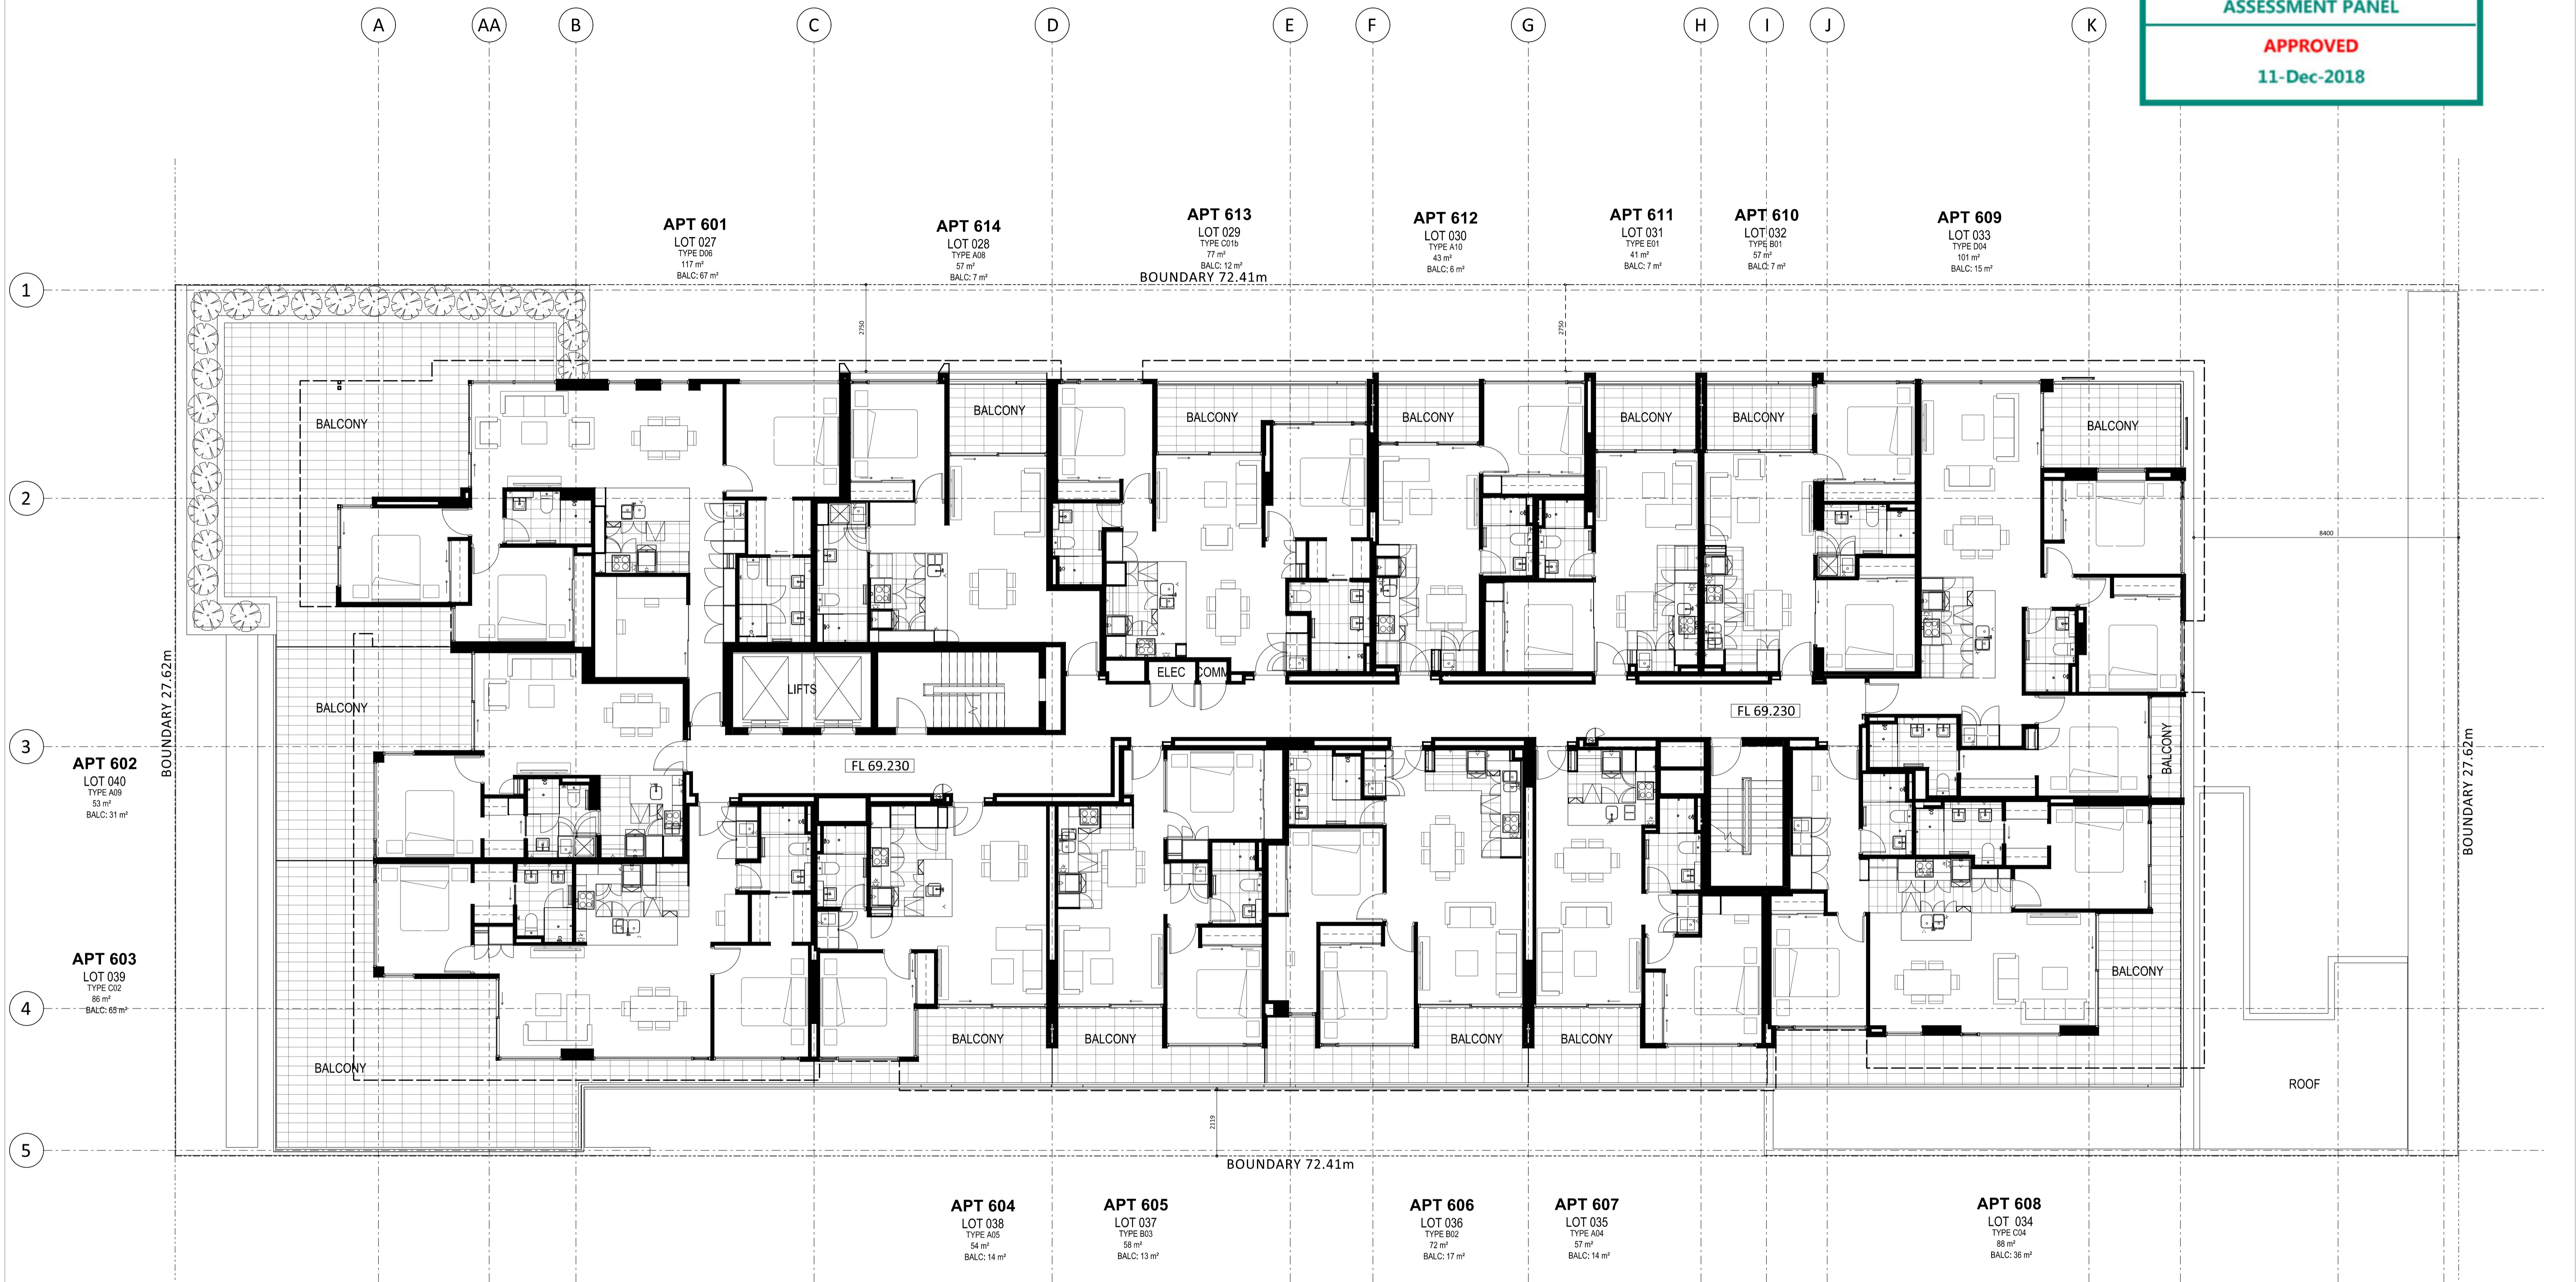 A AA B C D E F G H I J K
ASSESSMENT PANEL
APPROVED
11-Dec-2018
APT 601
LOT 027
TYPE D06
117 m²
BALC: 67 m²
APT 614
LOT 028
TYPE A08
57 m²
BALC: 7 m²
APT 613
LOT 029
TYPE C01b
77 m²
BALC: 12 m²
APT 612
LOT 030
TYPE A10
43 m²
BALC: 6 m²
APT 611
LOT 031
TYPE E01
41 m²
BALC: 7 m²
APT 610
LOT 032
TYPE B01
57 m²
BALC: 7 m²
APT 609
LOT 033
TYPE D04
101 m²
BALC: 15 m²
BOUNDARY 72.41m
1
2750
2750
BALCONY
BALCONY
BALCONY
BALCONY
BALCONY
BALCONY
BALCONY
2
8400
BOUNDARY 27.62m
BALCONY
LIFTS
ELEC
COMM
FL 69.230
BALCONY
BOUNDARY 27.62m
3
FL 69.230
APT 602
LOT 040
TYPE A09
53 m²
BALC: 31 m²
APT 603
LOT 039
TYPE C02
86 m²
BALC: 65 m²
BALCONY
4
BALCONY
BALCONY
BALCONY
BALCONY
BALCONY
ROOF
2119
5
BOUNDARY 72.41m
APT 604
LOT 038
TYPE A05
54 m²
BALC: 14 m²
APT 605
LOT 037
TYPE B03
58 m²
BALC: 13 m²
APT 606
LOT 036
TYPE B02
72 m²
BALC: 17 m²
APT 607
LOT 035
TYPE A04
57 m²
BALC: 14 m²
APT 608
LOT 034
TYPE C04
88 m²
BALC: 36 m²